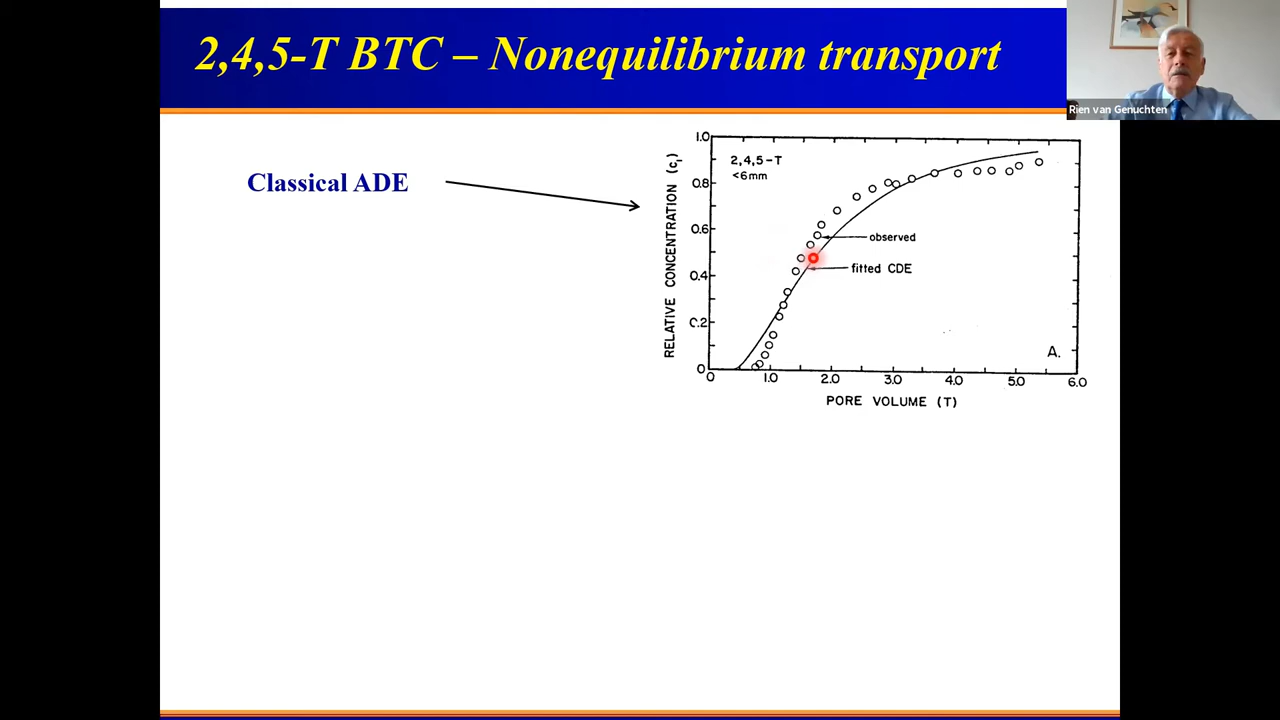 2,4,5-T BTC – Nonequilibrium transport
Rien van Genuchten
Classical ADE
RELATIVE CONCENTRATION (c₁)
1.0
0.8
0.6
0.4
0.2
0
2,4,5-T
<6mm
observed
fitted CDE
A.
0 1.0 2.0 3.0 4.0 5.0 6.0
PORE VOLUME (T)